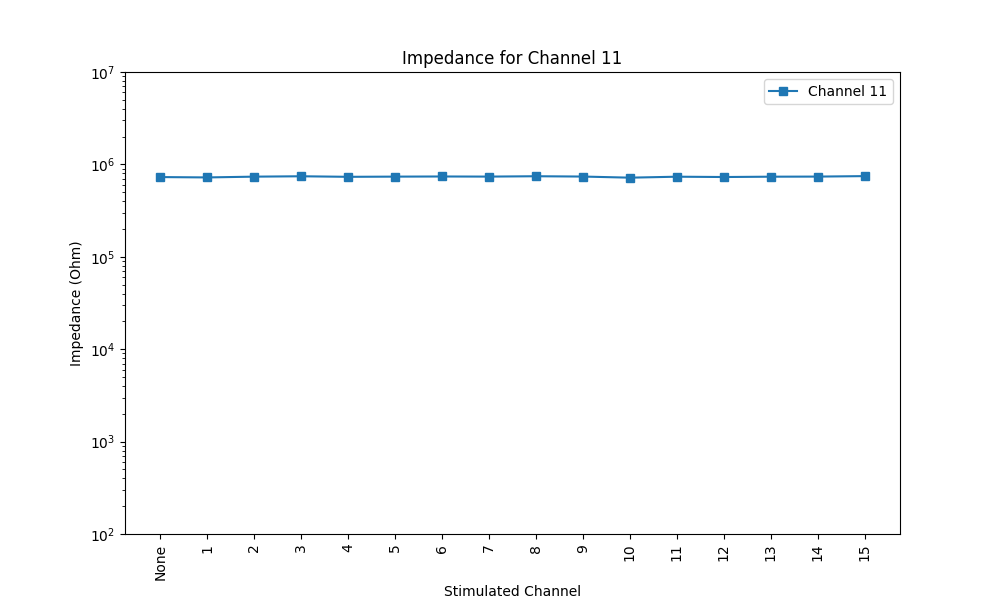 Impedance for Channel 11
Channel 11
10^7
10^6
10^5
10^4
10^3
10^2
Impedance (Ohm)
None 1 2 3 4 5 6 7 8 9 10 11 12 13 14 15
Stimulated Channel